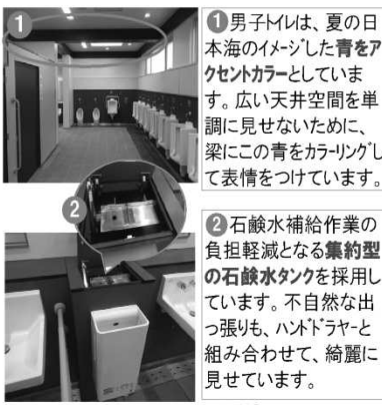 ❶男子トイレは、夏の日
本海のイメージした青をア
クセントカラーとしていま
す。広い天井空間を単
調に見せないために、
梁にこの青をカラーリングし
て表情をつけています。
❷石鹸水補給作業の
負担軽減となる集約型
の石鹸水タンクを採用し
ています。不自然な出
っ張りも、ハンドドラヤーと
組み合わせて、綺麗に
見せています。
1
2